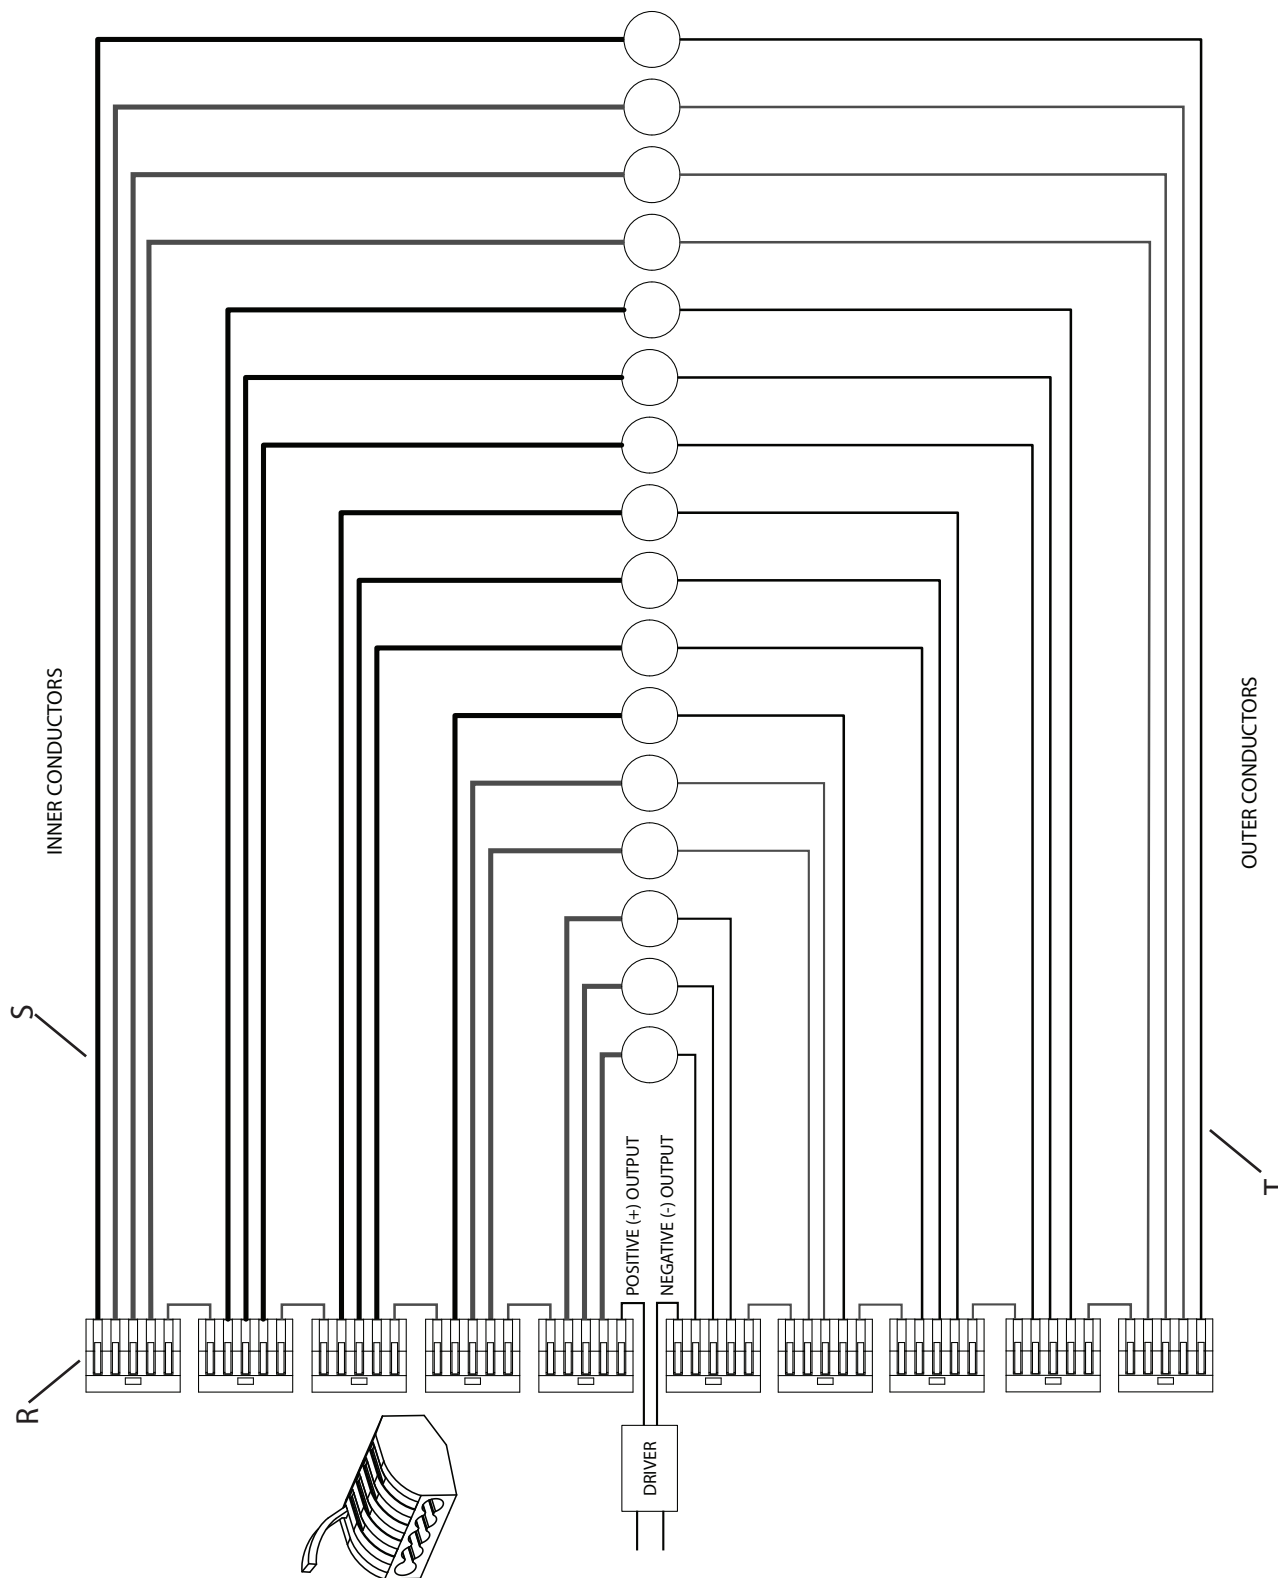 INNER CONDUCTORS
OUTER CONDUCTORS
S
T
POSITIVE (+) OUTPUT
NEGATIVE (-) OUTPUT
R
DRIVER